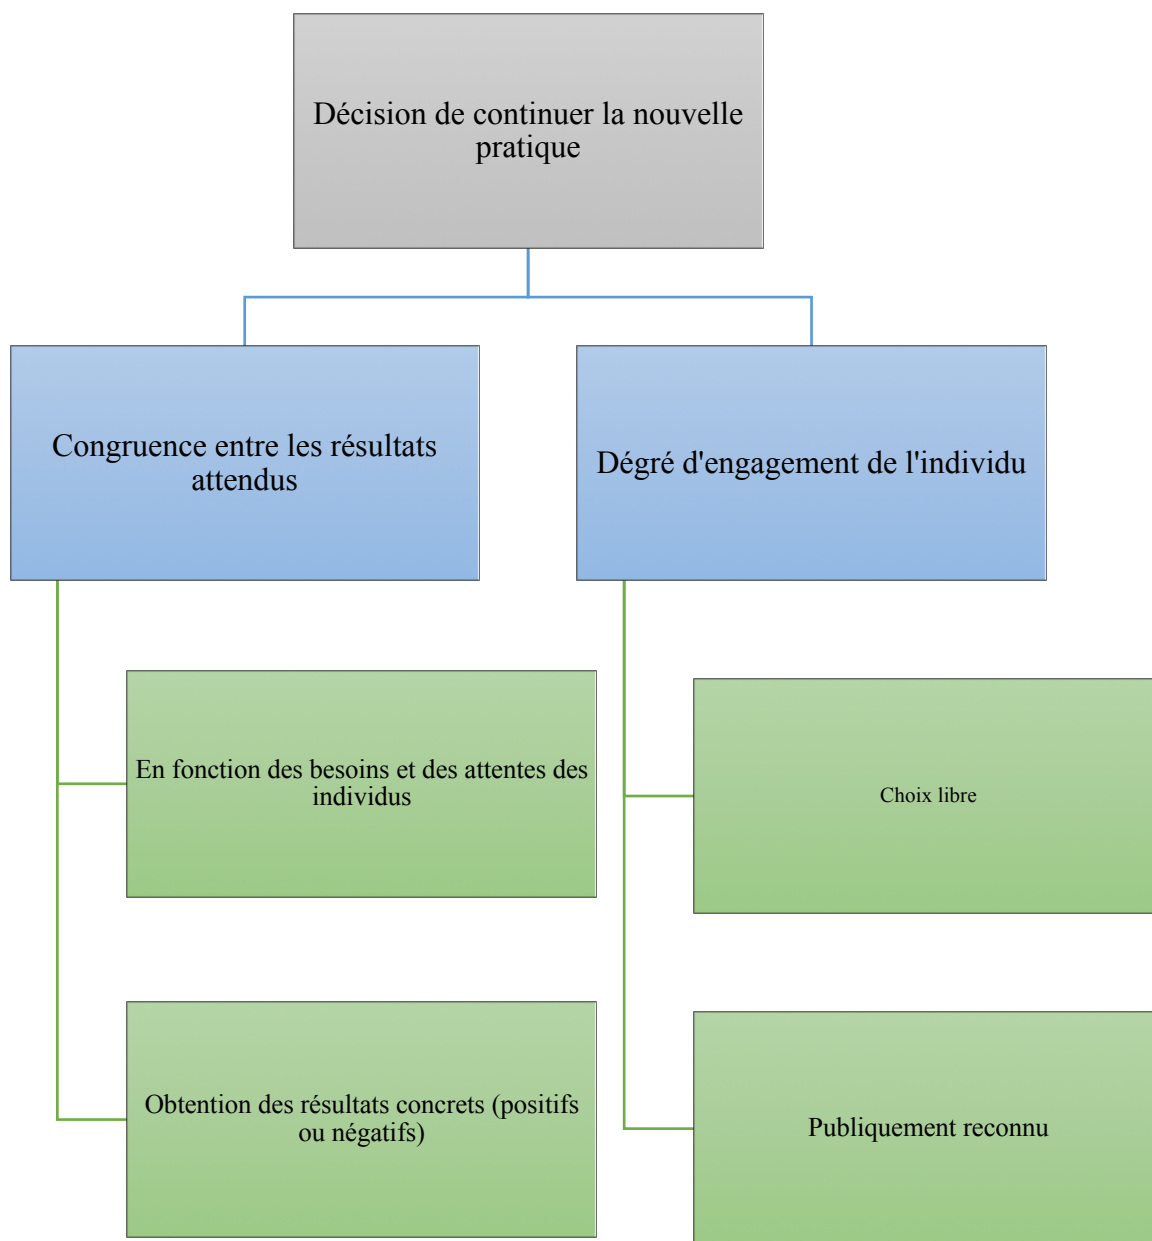 Décision de continuer la nouvelle
pratique
Congruence entre les résultats
attendus
Dégré d'engagement de l'individu
En fonction des besoins et des attentes des
individus
Choix libre
Obtention des résultats concrets (positifs
ou négatifs)
Publiquement reconnu